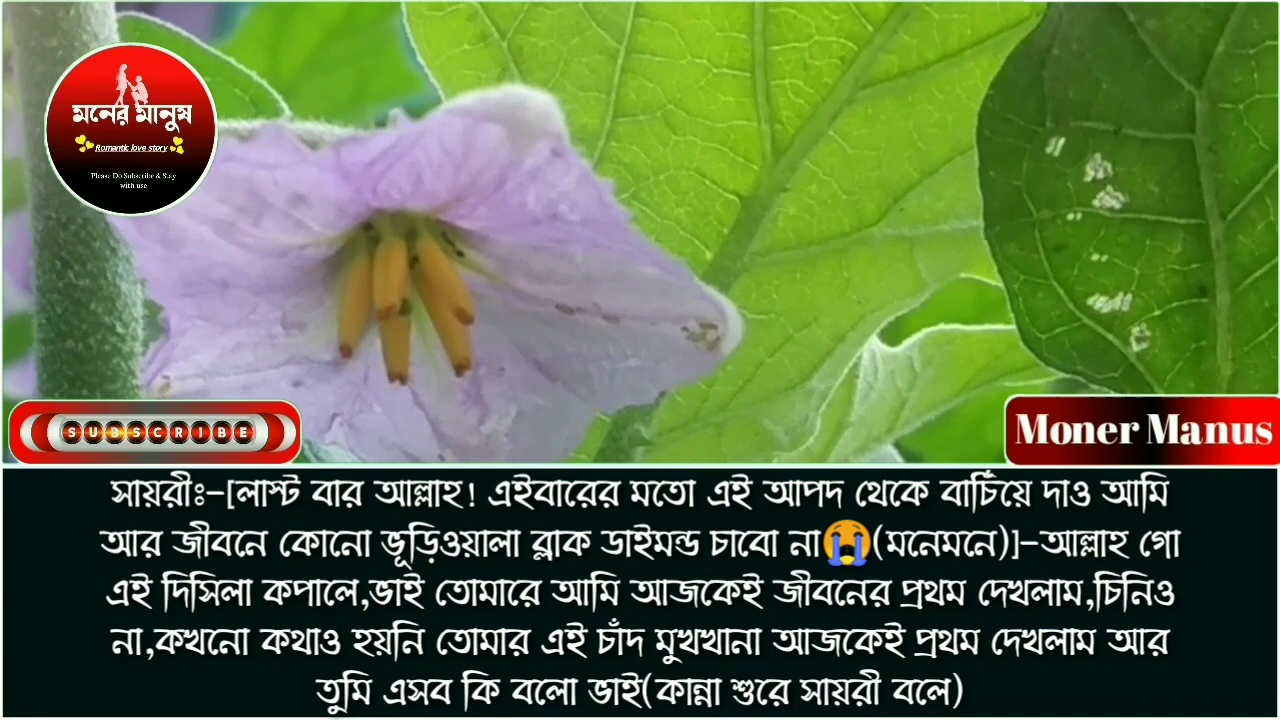 মনের মানুষ
Romantic love story
Please Do Subscribe & Stay
with use
SUBSCRIBE
Moner Manus
সায়রীঃ-[লাস্ট বার আল্লাহ! এইবারের মতো এই আপদ থেকে বাচিঁয়ে দাও আমি
আর জীবনে কোনো ভূড়িওয়ালা ব্লাক ডাইমন্ড চাবো না😭(মনেমনে)]-আল্লাহ গো
এই দিসিলা কপালে,ভাই তোমারে আমি আজকেই জীবনের প্রথম দেখলাম,চিনিও
না,কখনো কথাও হয়নি তোমার এই চাঁদ মুখখানা আজকেই প্রথম দেখলাম আর
তুমি এসব কি বলো ভাই(কান্না শুরে সায়রী বলে)